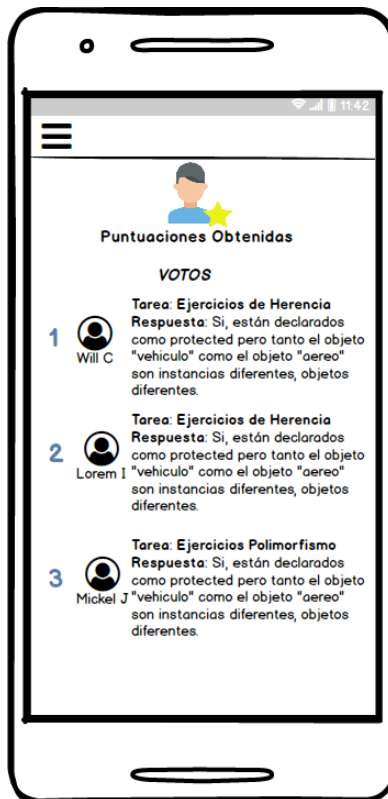 11:42
Puntuaciones Obtenidas
VOTOS
1
Will C
Tarea: Ejercicios de Herencia
Respuesta: Si, están declarados
como protected pero tanto el objeto
"vehiculo" como el objeto "aereo"
son instancias diferentes, objetos
diferentes.
2
Lorem I
Tarea: Ejercicios de Herencia
Respuesta: Si, están declarados
como protected pero tanto el objeto
"vehiculo" como el objeto "aereo"
son instancias diferentes, objetos
diferentes.
3
Mickel J
Tarea: Ejercicios Polimorfismo
Respuesta: Si, están declarados
como protected pero tanto el objeto
"vehiculo" como el objeto "aereo"
son instancias diferentes, objetos
diferentes.